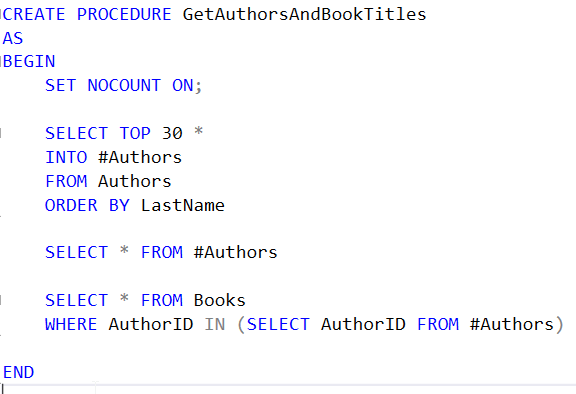 CREATE PROCEDURE GetAuthorsAndBookTitles
AS
BEGIN
SET NOCOUNT ON;
SELECT TOP 30 *
INTO #Authors
FROM Authors
ORDER BY LastName
SELECT * FROM #Authors
SELECT * FROM Books
WHERE AuthorID IN (SELECT AuthorID FROM #Authors)
END